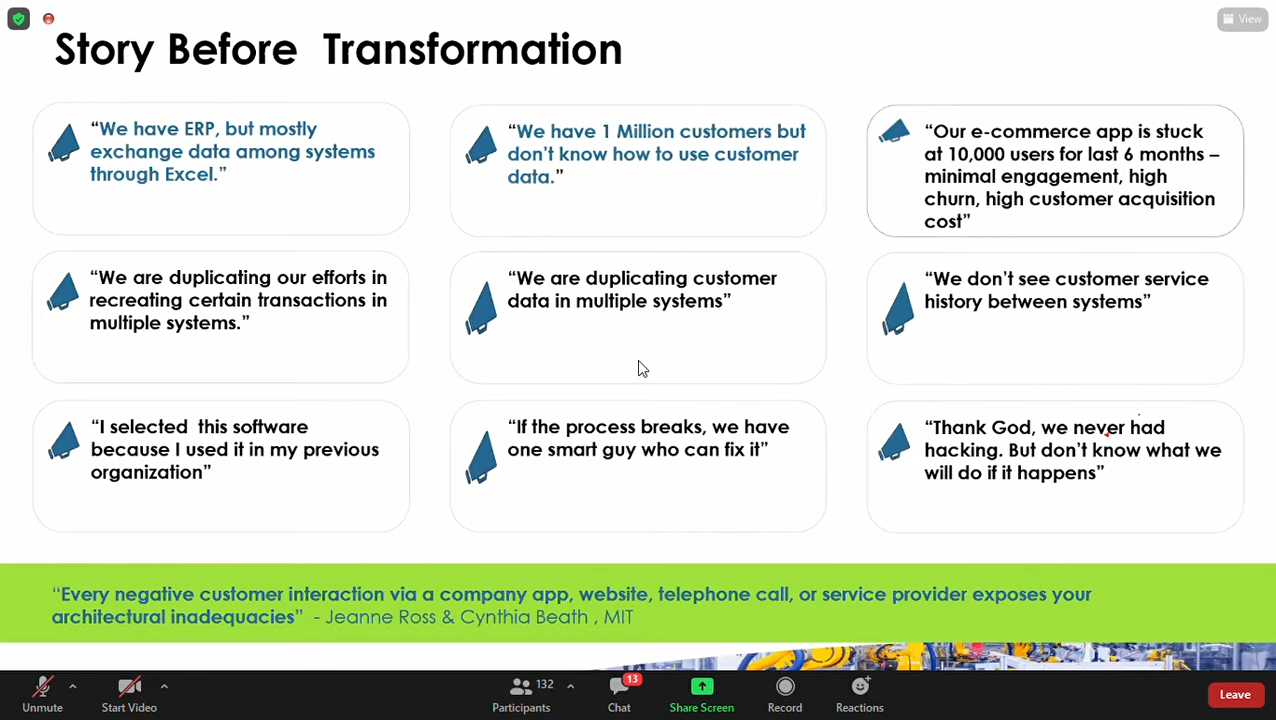 View
Story Before  Transformation
“We have ERP, but mostly
exchange data among systems
through Excel.”
“We have 1 Million customers but
don’t know how to use customer
data.”
“Our e-commerce app is stuck
at 10,000 users for last 6 months –
minimal engagement, high
churn, high customer acquisition
cost”
“We are duplicating our efforts in
recreating certain transactions in
multiple systems.”
“We are duplicating customer
data in multiple systems”
“We don’t see customer service
history between systems”
“I selected  this software
because I used it in my previous
organization”
“If the process breaks, we have
one smart guy who can fix it”
“Thank God, we never had
hacking. But don’t know what we
will do if it happens”
“Every negative customer interaction via a company app, website, telephone call, or service provider exposes your
architectural inadequacies”  - Jeanne Ross & Cynthia Beath , MIT
Unmute
Start Video
132
Participants
13
Chat
Share Screen
Record
Reactions
Leave